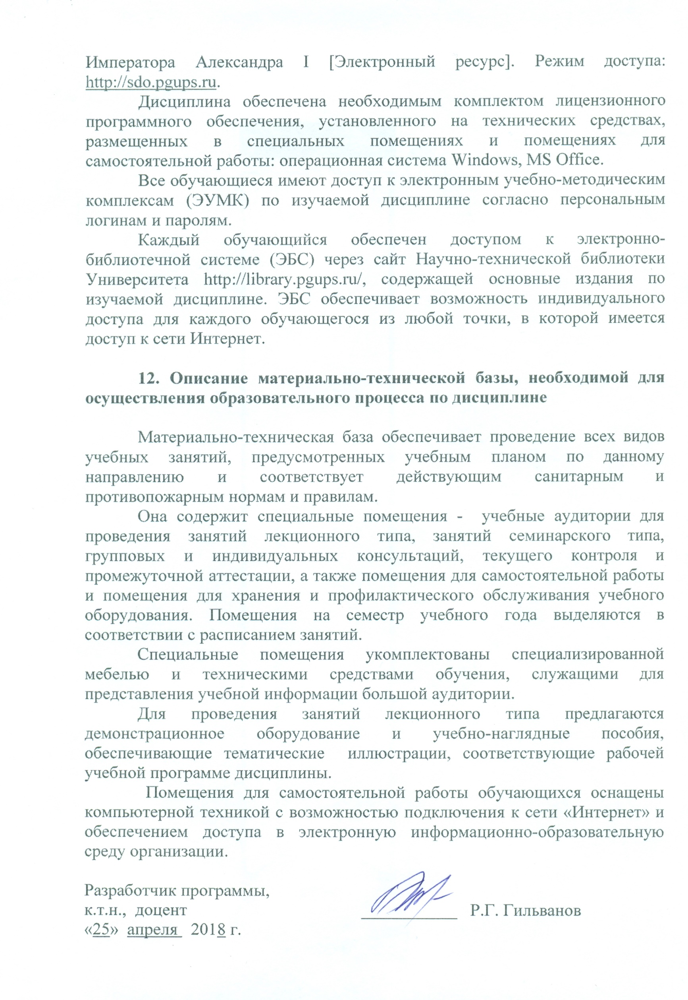 Императора Александра I [Электронный ресурс]. Режим доступа:
http://sdo.pgups.ru.
Дисциплина обеспечена необходимым комплектом лицензионного
программного обеспечения, установленного на технических средствах,
размещенных в специальных помещениях и помещениях для
самостоятельной работы: операционная система Windows, MS Office.
Все обучающиеся имеют доступ к электронным учебно-методическим
комплексам (ЭУМК) по изучаемой дисциплине согласно персональным
логинам и паролям.
Каждый обучающийся обеспечен доступом к электронно-
библиотечной системе (ЭБС) через сайт Научно-технической библиотеки
Университета http://library.pgups.ru/, содержащей основные издания по
изучаемой дисциплине. ЭБС обеспечивает возможность индивидуального
доступа для каждого обучающегося из любой точки, в которой имеется
доступ к сети Интернет.
12. Описание материально-технической базы, необходимой для
осуществления образовательного процесса по дисциплине
Материально-техническая база обеспечивает проведение всех видов
учебных занятий, предусмотренных учебным планом по данному
направлению и соответствует действующим санитарным и
противопожарным нормам и правилам.
Она содержит специальные помещения - учебные аудитории для
проведения занятий лекционного типа, занятий семинарского типа,
групповых и индивидуальных консультаций, текущего контроля и
промежуточной аттестации, а также помещения для самостоятельной работы
и помещения для хранения и профилактического обслуживания учебного
оборудования. Помещения на семестр учебного года выделяются в
соответствии с расписанием занятий.
Специальные помещения укомплектованы специализированной
мебелью и техническими средствами обучения, служащими для
представления учебной информации большой аудитории.
Для проведения занятий лекционного типа предлагаются
демонстрационное оборудование и учебно-наглядные пособия,
обеспечивающие тематические иллюстрации, соответствующие рабочей
учебной программе дисциплины.
Помещения для самостоятельной работы обучающихся оснащены
компьютерной техникой с возможностью подключения к сети «Интернет» и
обеспечением доступа в электронную информационно-образовательную
среду организации.
Разработчик программы,
к.т.н., доцент Р.Г. Гильванов
«25» апреля 2018 г.